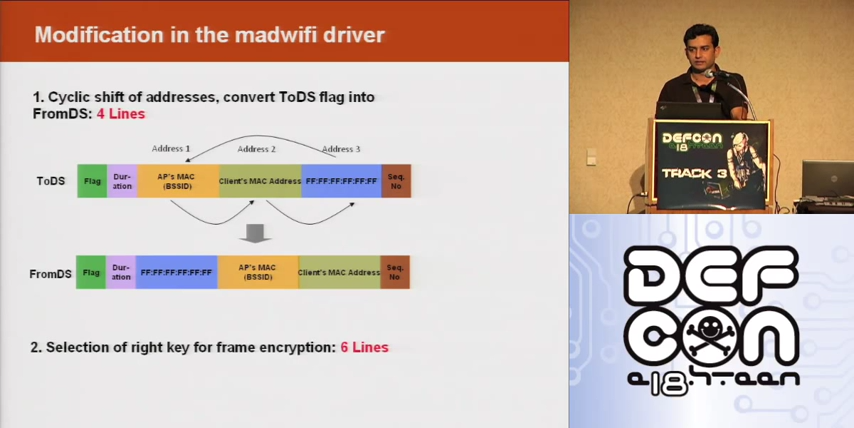 Modification in the madwifi driver
1. Cyclic shift of addresses, convert ToDS flag into
FromDS: 4 Lines
Address 1 Address 2 Address 3
ToDS Flag Dur-ation AP's MAC (BSSID) Client's MAC Address FF:FF:FF:FF:FF:FF Seq. No
FromDS Flag Dur-ation FF:FF:FF:FF:FF:FF AP's MAC (BSSID) Client's MAC Address Seq. No
2. Selection of right key for frame encryption: 6 Lines
DEFCON
18
TRACK 3
DEF
CON
e18h-teen